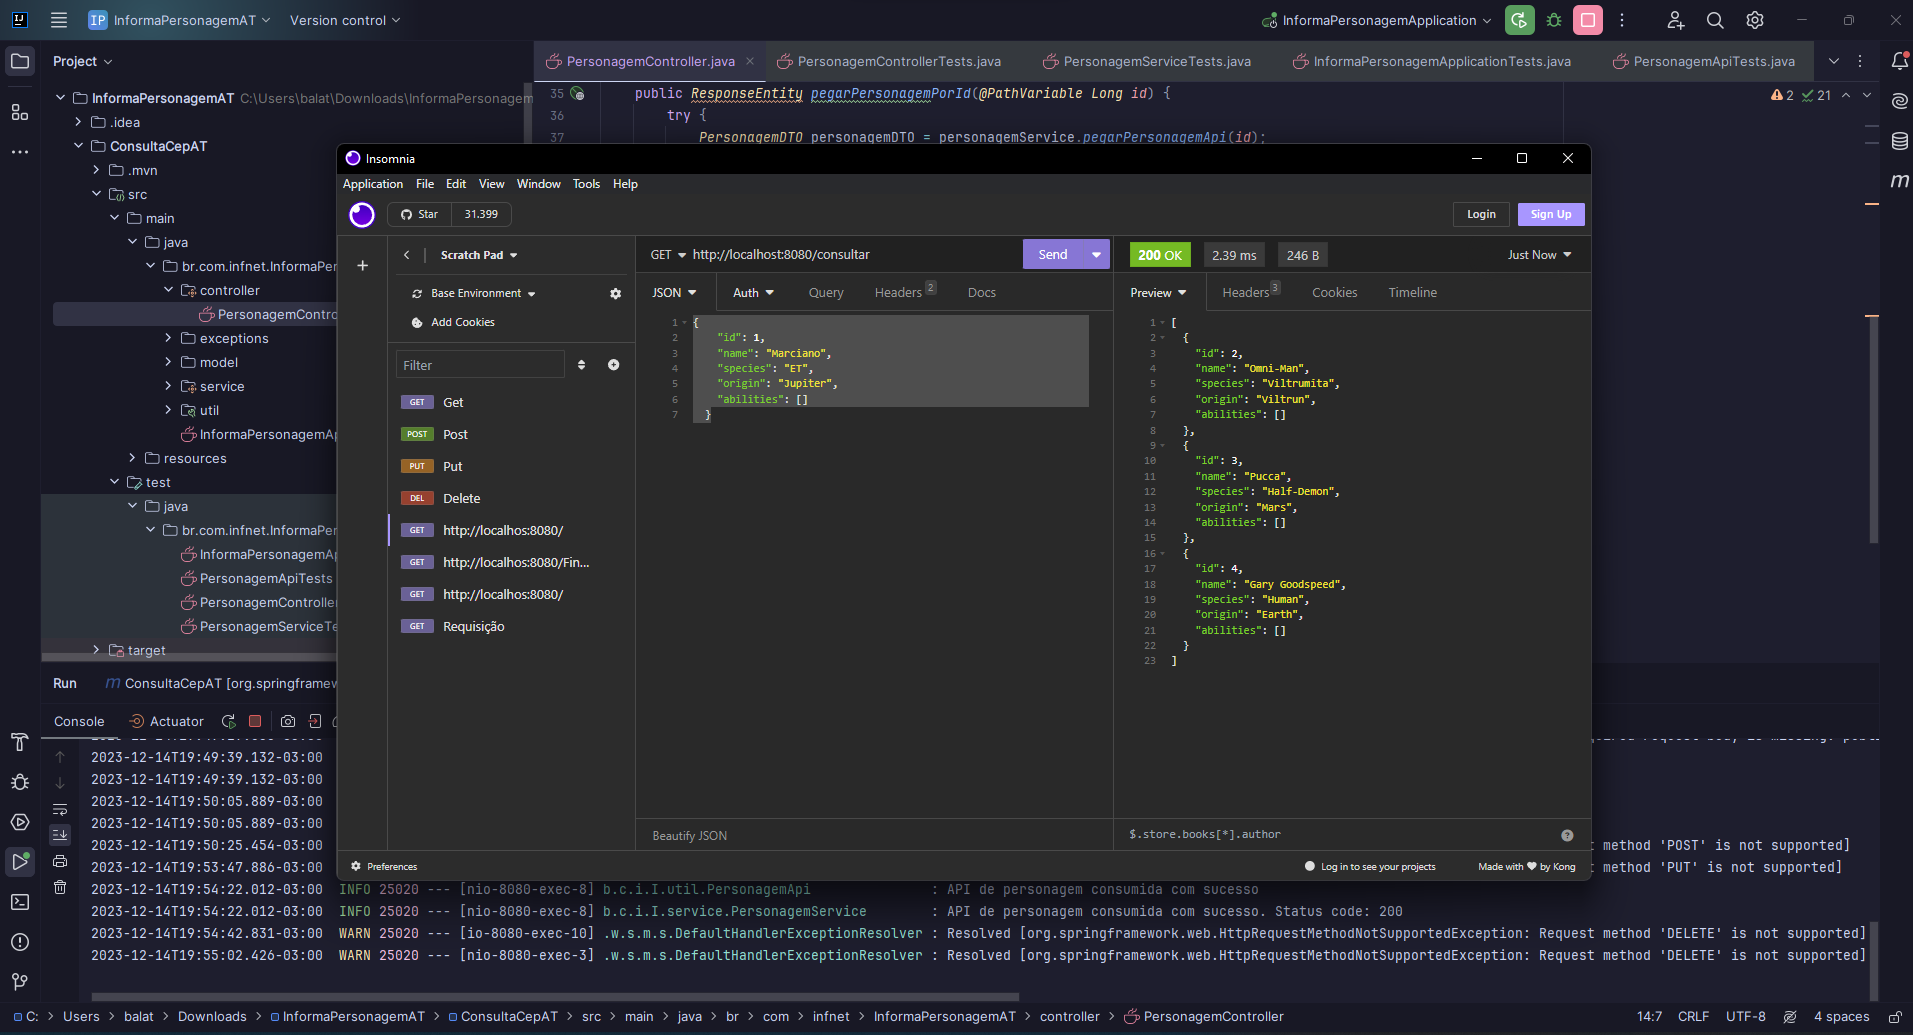 IP InformaPersonagemAT Version control InformaPersonagemApplication
Project
PersonagemController.java PersonagemControllerTests.java PersonagemServiceTests.java InformaPersonagemApplicationTests.java PersonagemApiTests.java
InformaPersonagemAT C:\Users\balat\Downloads\InformaPersonagem
.idea
ConsultaCepAT
.mvn
src
main
java
br.com.infnet.InformaPer
controller
PersonagemContro
exceptions
model
service
util
InformaPersonagemAp
resources
test
java
br.com.infnet.InformaPer
InformaPersonagemAp
PersonagemApiTests
PersonagemController
PersonagemServiceTe
target
35 public ResponseEntity pegarPersonagemPorId(@PathVariable Long id) {
36 try {
37 PersonagemDTO personagemDTO = personagemService.pegarPersonagemApi(id);
2 21
Insomnia
Application File Edit View Window Tools Help
Star 31.399 Login Sign Up
Scratch Pad
Base Environment
Add Cookies
Filter
GET Get
POST Post
PUT Put
DEL Delete
GET http://localhos:8080/
GET http://localhos:8080/Fin...
GET http://localhos:8080/
GET Requisição
GET http://localhost:8080/consultar Send
JSON Auth Query Headers 2 Docs
1 {
2 "id": 1,
3 "name": "Marciano",
4 "species": "ET",
5 "origin": "Jupiter",
6 "abilities": []
7 }
Beautify JSON
200 OK 2.39 ms 246 B Just Now
Preview Headers 3 Cookies Timeline
1 [
2 {
3 "id": 2,
4 "name": "Omni-Man",
5 "species": "Viltrumita",
6 "origin": "Viltrun",
7 "abilities": []
8 },
9 {
10 "id": 3,
11 "name": "Pucca",
12 "species": "Half-Demon",
13 "origin": "Mars",
14 "abilities": []
15 },
16 {
17 "id": 4,
18 "name": "Gary Goodspeed",
19 "species": "Human",
20 "origin": "Earth",
21 "abilities": []
22 }
23 ]
$.store.books[*].author
Preferences Log in to see your projects Made with ❤ by Kong
Run ConsultaCepAT [org.springframew
Console Actuator
2023-12-14T19:49:39.132-03:00
2023-12-14T19:49:39.132-03:00
2023-12-14T19:50:05.889-03:00
2023-12-14T19:50:05.889-03:00
2023-12-14T19:50:25.454-03:00 t method 'POST' is not supported]
2023-12-14T19:53:47.886-03:00 t method 'PUT' is not supported]
2023-12-14T19:54:22.012-03:00 INFO 25020 --- [nio-8080-exec-8] b.c.i.I.util.PersonagemApi : API de personagem consumida com sucesso
2023-12-14T19:54:22.012-03:00 INFO 25020 --- [nio-8080-exec-8] b.c.i.I.service.PersonagemService : API de personagem consumida com sucesso. Status code: 200
2023-12-14T19:54:42.831-03:00 WARN 25020 --- [io-8080-exec-10] .w.s.m.s.DefaultHandlerExceptionResolver : Resolved [org.springframework.web.HttpRequestMethodNotSupportedException: Request method 'DELETE' is not supported]
2023-12-14T19:55:02.426-03:00 WARN 25020 --- [nio-8080-exec-3] .w.s.m.s.DefaultHandlerExceptionResolver : Resolved [org.springframework.web.HttpRequestMethodNotSupportedException: Request method 'DELETE' is not supported]
C: > Users > balat > Downloads > InformaPersonagemAT > ConsultaCepAT > src > main > java > br > com > infnet > InformaPersonagemAT > controller > PersonagemController 14:7 CRLF UTF-8 4 spaces